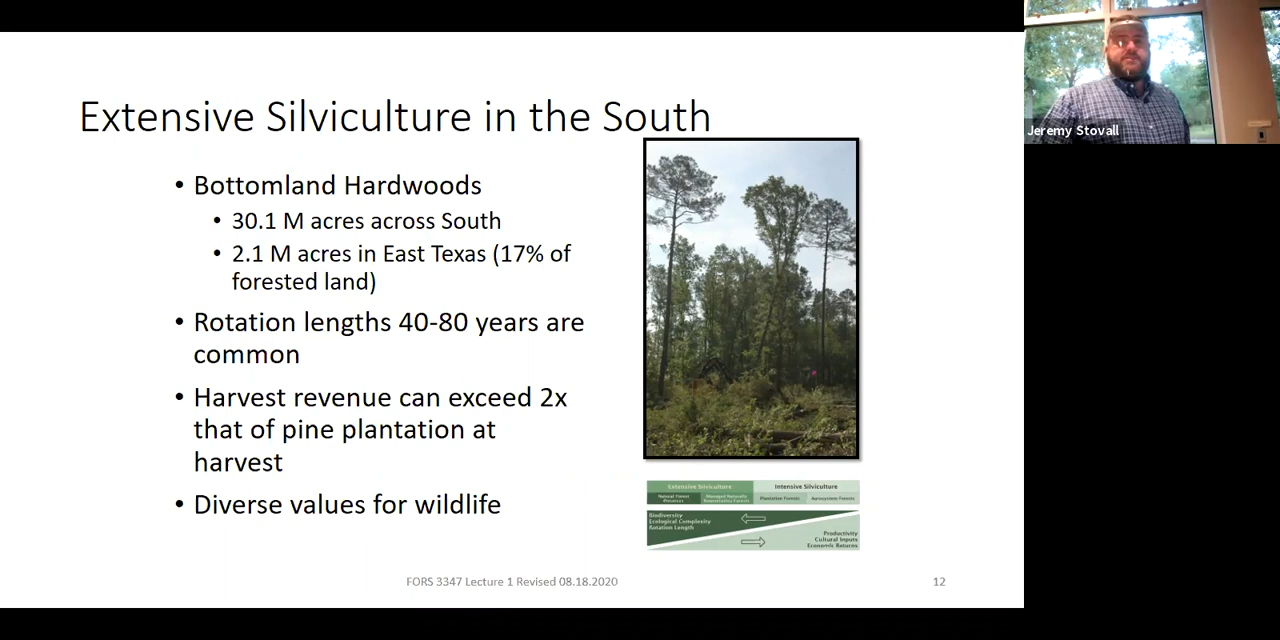 Extensive Silviculture in the South
• Bottomland Hardwoods
• 30.1 M acres across South
• 2.1 M acres in East Texas (17% of
forested land)
• Rotation lengths 40-80 years are
common
• Harvest revenue can exceed 2x
that of pine plantation at
harvest
• Diverse values for wildlife
Extensive Silviculture
Intensive Silviculture
Natural Forest
Managed Naturally
Plantation Forests
Agrosystem Forests
Processes
Regenerated Forests
Biodiversity
Ecological Complexity
Rotation Length
Productivity
Cultural Inputs
Economic Returns
FORS 3347 Lecture 1 Revised 08.18.2020
12
Jeremy Stovall